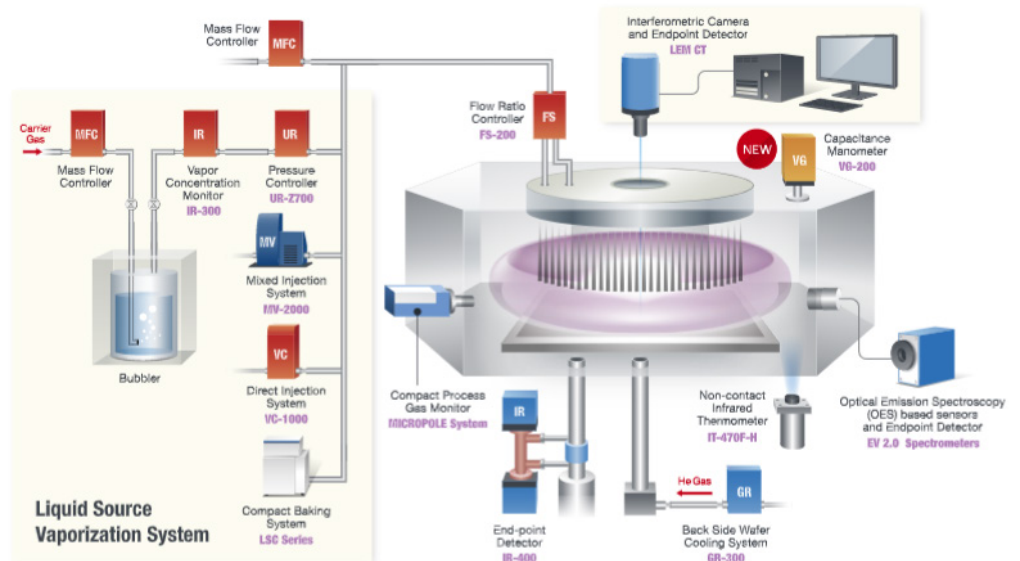 Mass Flow
Controller
MFC
Interferometric Camera
and Endpoint Detector
LEM CT
Flow Ratio
Controller
FS-200
FS
NEW
VG
Capacitance
Manometer
VG-200
Carrier
Gas
MFC
Mass Flow
Controller
IR
Vapor
Concentration
Monitor
IR-300
UR
Pressure
Controller
UR-Z700
MV
Mixed Injection
System
MV-2000
Bubbler
VC
Direct Injection
System
VC-1000
Compact Baking
System
LSC Series
Liquid Source
Vaporization System
Compact Process
Gas Monitor
MICROPOLE System
IR
End-point
Detector
IR-400
He Gas
GR
Back Side Wafer
Cooling System
GR-300
Non-contact
Infrared
Thermometer
IT-470F-H
Optical Emission Spectroscopy
(OES) based sensors
and Endpoint Detector
EV 2.0 Spectrometers